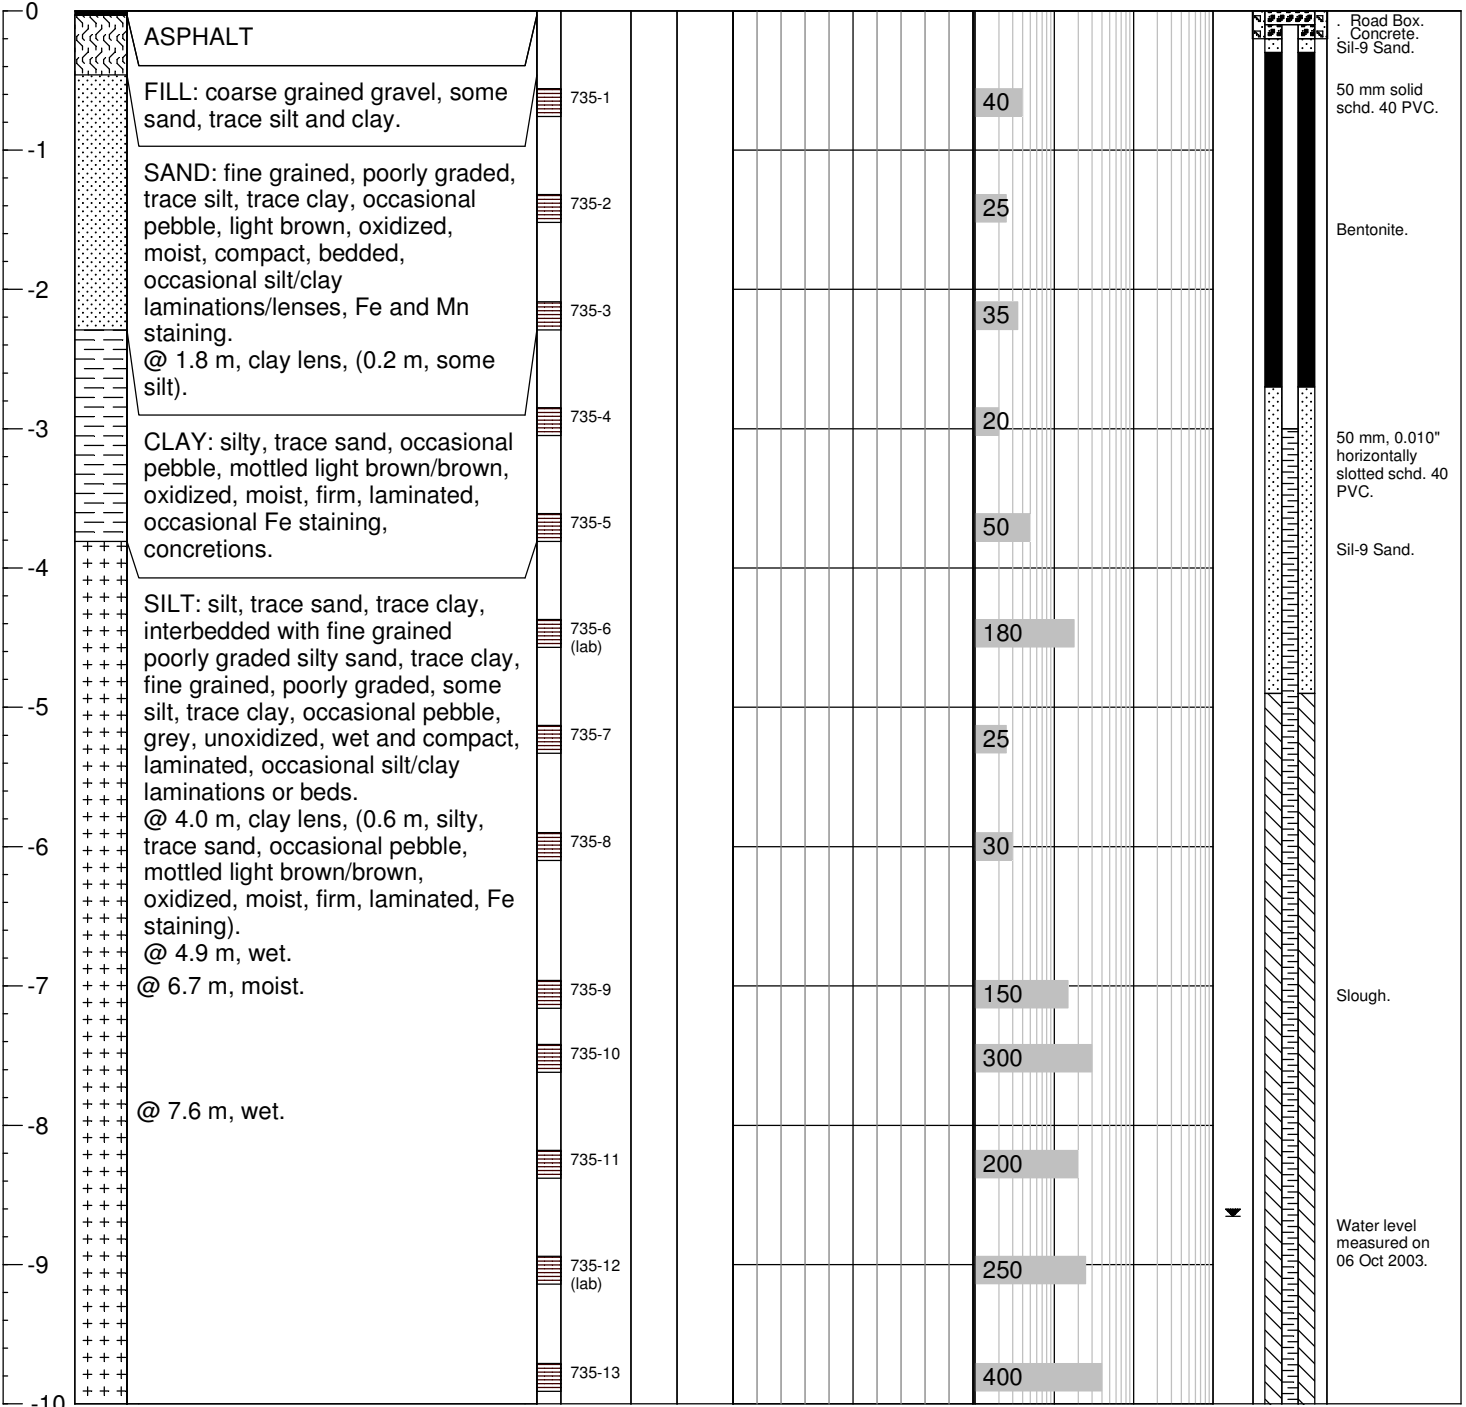 0
-1
-2
-3
-4
-5
-6
-7
-8
-9
-10
ASPHALT
FILL: coarse grained gravel, some
sand, trace silt and clay.
SAND: fine grained, poorly graded,
trace silt, trace clay, occasional
pebble, light brown, oxidized,
moist, compact, bedded,
occasional silt/clay
laminations/lenses, Fe and Mn
staining.
@ 1.8 m, clay lens, (0.2 m, some
silt).
CLAY: silty, trace sand, occasional
pebble, mottled light brown/brown,
oxidized, moist, firm, laminated,
occasional Fe staining,
concretions.
SILT: silt, trace sand, trace clay,
interbedded with fine grained
poorly graded silty sand, trace clay,
fine grained, poorly graded, some
silt, trace clay, occasional pebble,
grey, unoxidized, wet and compact,
laminated, occasional silt/clay
laminations or beds.
@ 4.0 m, clay lens, (0.6 m, silty,
trace sand, occasional pebble,
mottled light brown/brown,
oxidized, moist, firm, laminated, Fe
staining).
@ 4.9 m, wet.
@ 6.7 m, moist.
@ 7.6 m, wet.
735-1
735-2
735-3
735-4
735-5
735-6
(lab)
735-7
735-8
735-9
735-10
735-11
735-12
(lab)
735-13
40
25
35
20
50
180
25
30
150
300
200
250
400
. Road Box.
. Concrete.
Sil-9 Sand.
50 mm solid
schd. 40 PVC.
Bentonite.
50 mm, 0.010"
horizontally
slotted schd. 40
PVC.
Sil-9 Sand.
Slough.
Water level
measured on
06 Oct 2003.